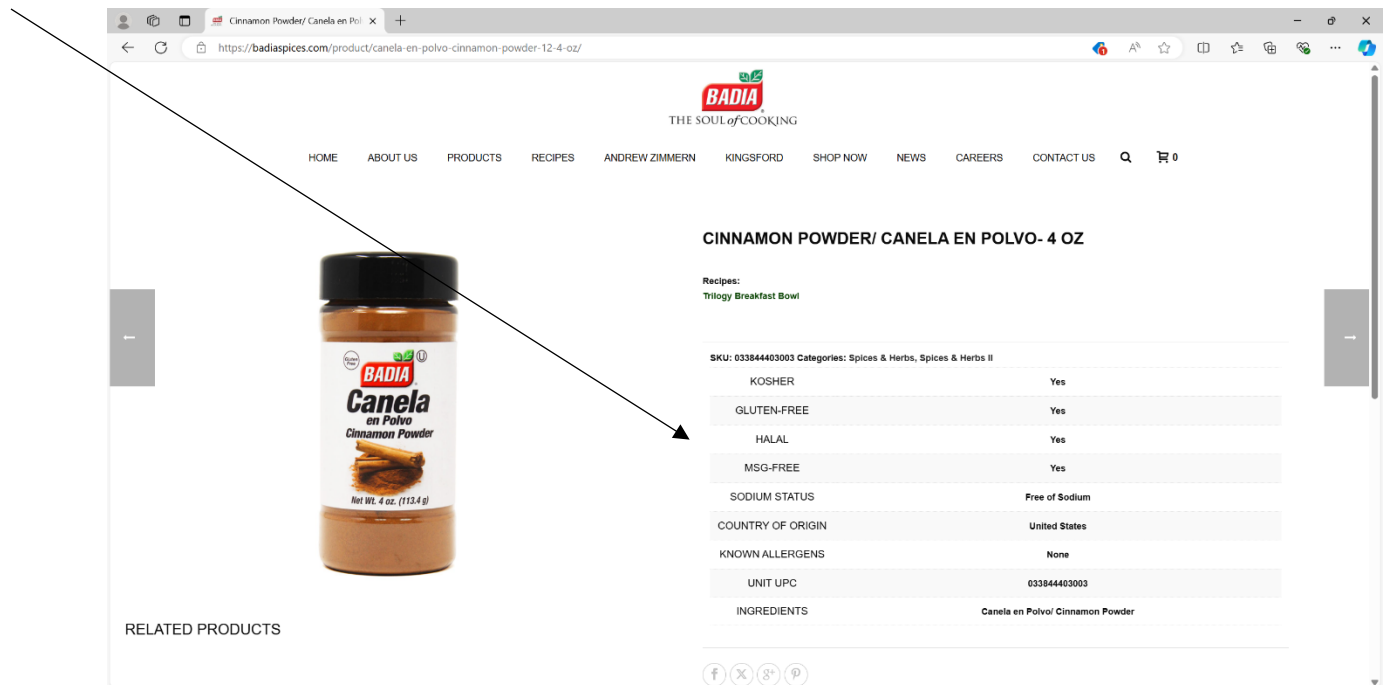 Cinnamon Powder/ Canela en Pol
https://badiaspices.com/product/canela-en-polvo-cinnamon-powder-12-4-oz/
BADIA
THE SOUL of COOKING
HOME ABOUT US PRODUCTS RECIPES ANDREW ZIMMERN KINGSFORD SHOP NOW NEWS CAREERS CONTACT US 0
CINNAMON POWDER/ CANELA EN POLVO- 4 OZ
Recipes:
Trilogy Breakfast Bowl
Gluten Free
U
BADIA
Canela
en Polvo
Cinnamon Powder
Net Wt. 4 oz. (113.4 g)
SKU: 033844403003 Categories: Spices & Herbs, Spices & Herbs II
KOSHER Yes
GLUTEN-FREE Yes
HALAL Yes
MSG-FREE Yes
SODIUM STATUS Free of Sodium
COUNTRY OF ORIGIN United States
KNOWN ALLERGENS None
UNIT UPC 033844403003
INGREDIENTS Canela en Polvo/ Cinnamon Powder
RELATED PRODUCTS